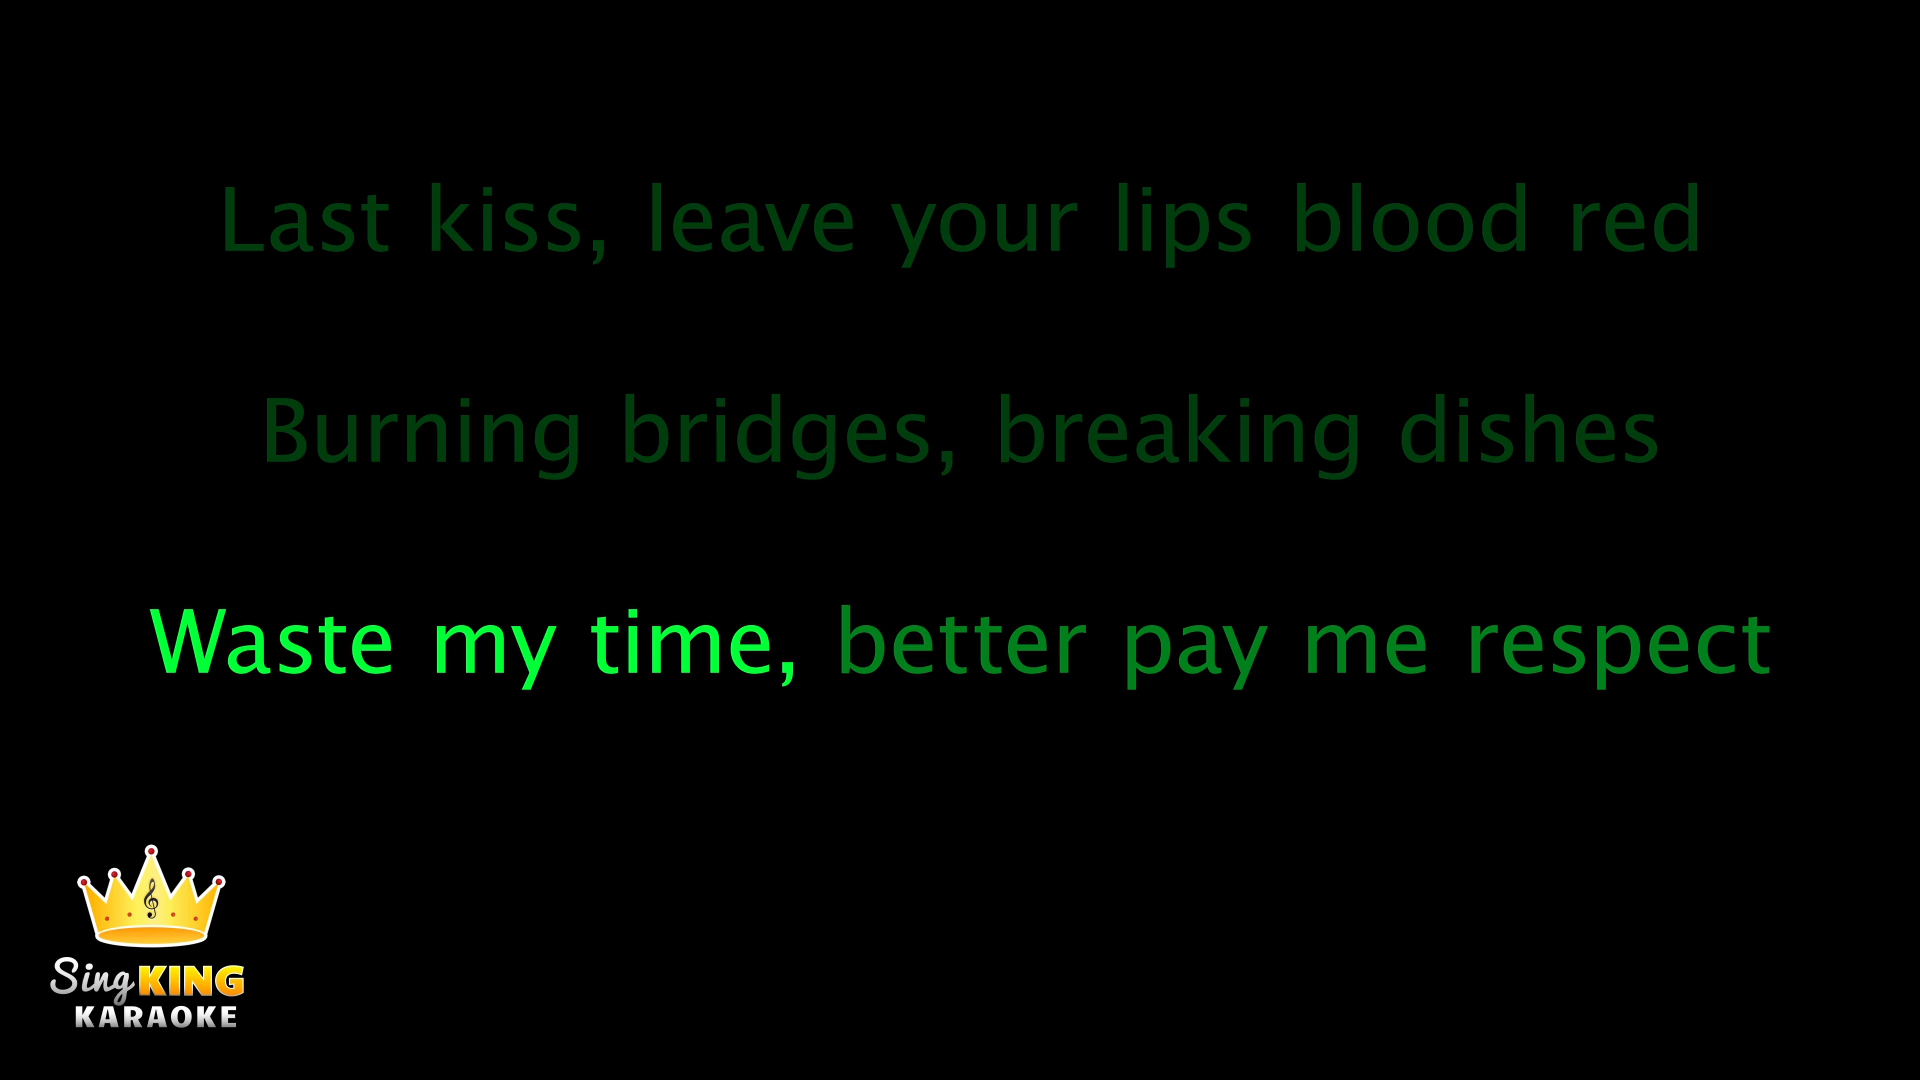 Last kiss, leave your lips blood red
Burning bridges, breaking dishes
Waste my time, better pay me respect
Sing KING
KARAOKE